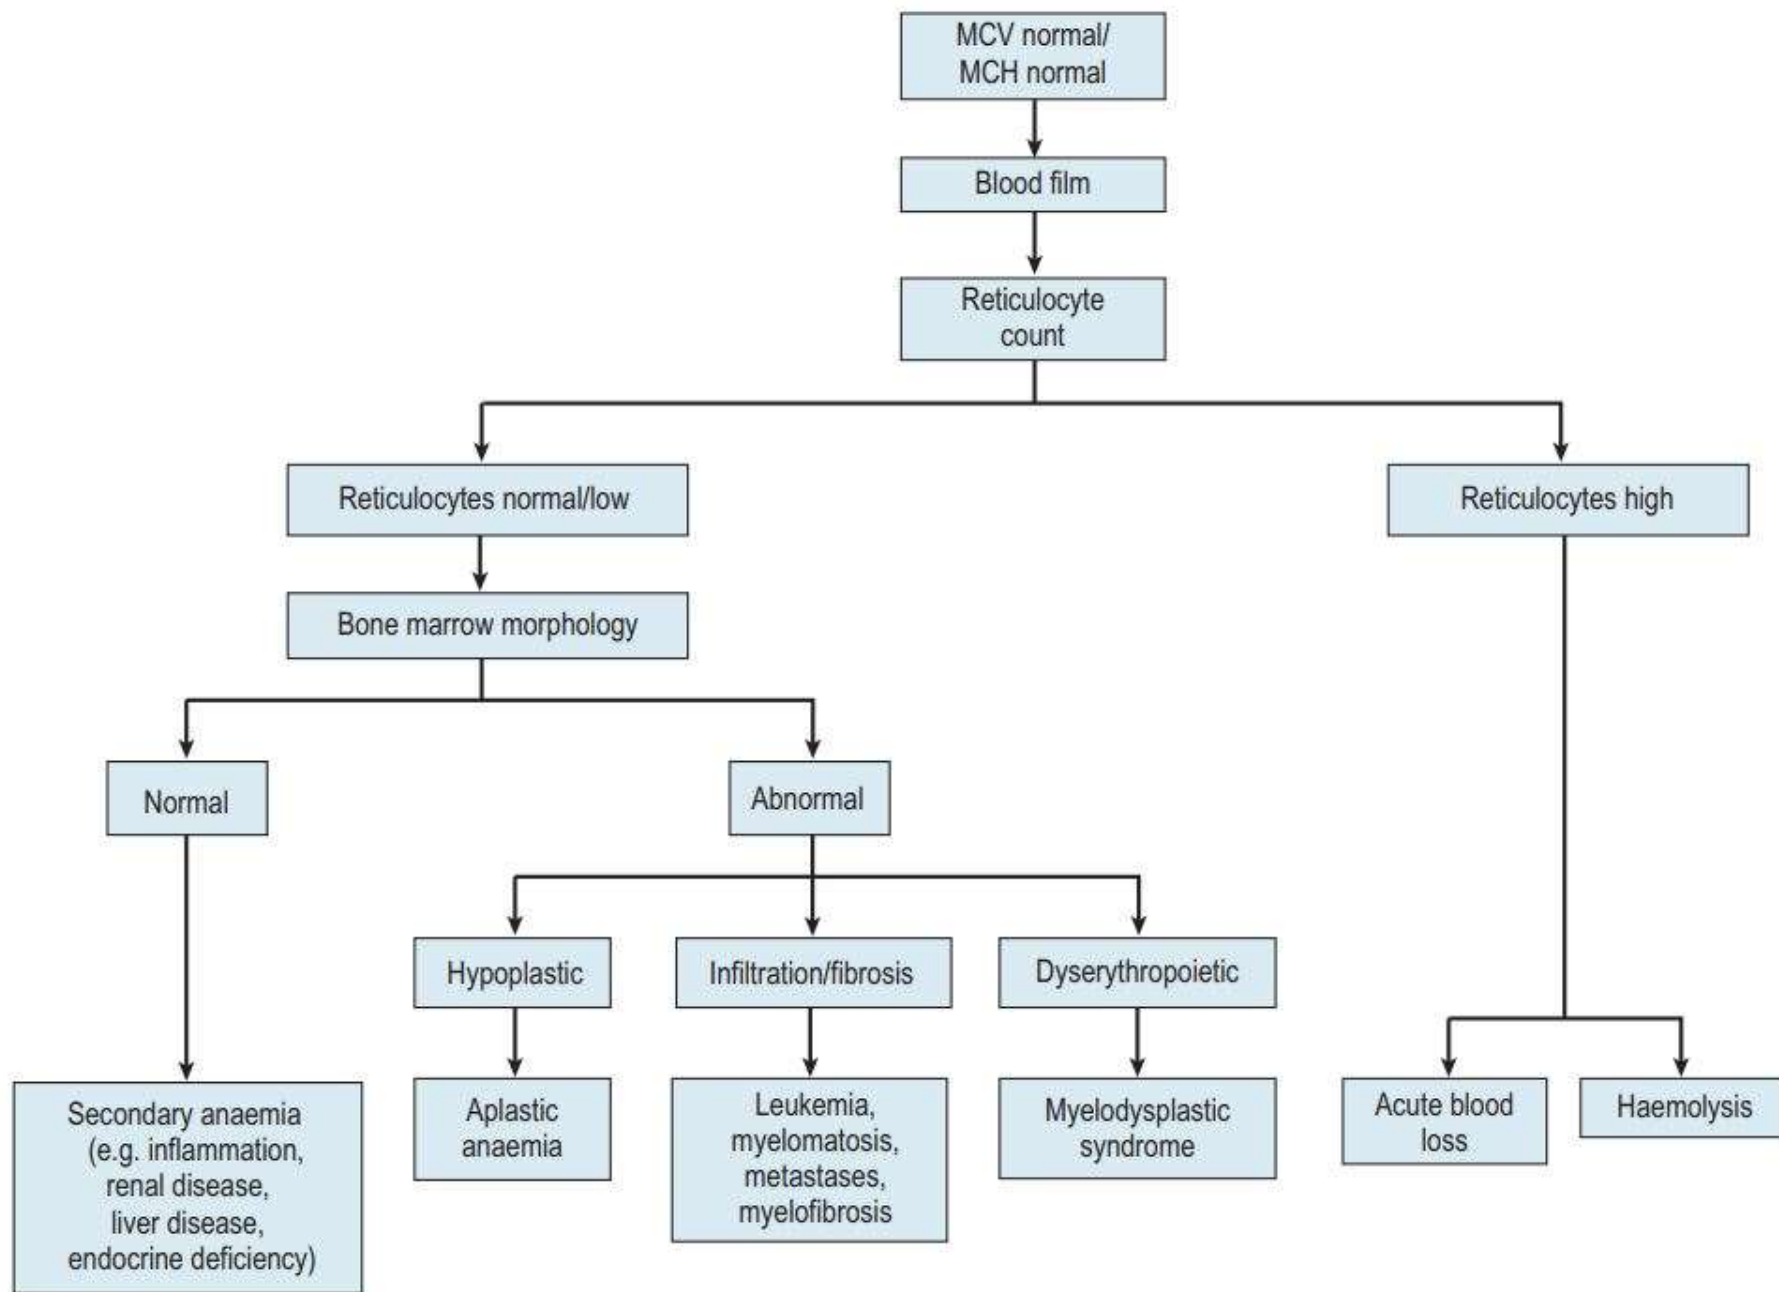 MCV normal/
MCH normal
Blood film
Reticulocyte
count
Reticulocytes normal/low
Reticulocytes high
Bone marrow morphology
Normal
Abnormal
Hypoplastic
Infiltration/fibrosis
Dyserythropoietic
Secondary anaemia
(e.g. inflammation,
renal disease,
liver disease,
endocrine deficiency)
Aplastic
anaemia
Leukemia,
myelomatosis,
metastases,
myelofibrosis
Myelodysplastic
syndrome
Acute blood
loss
Haemolysis